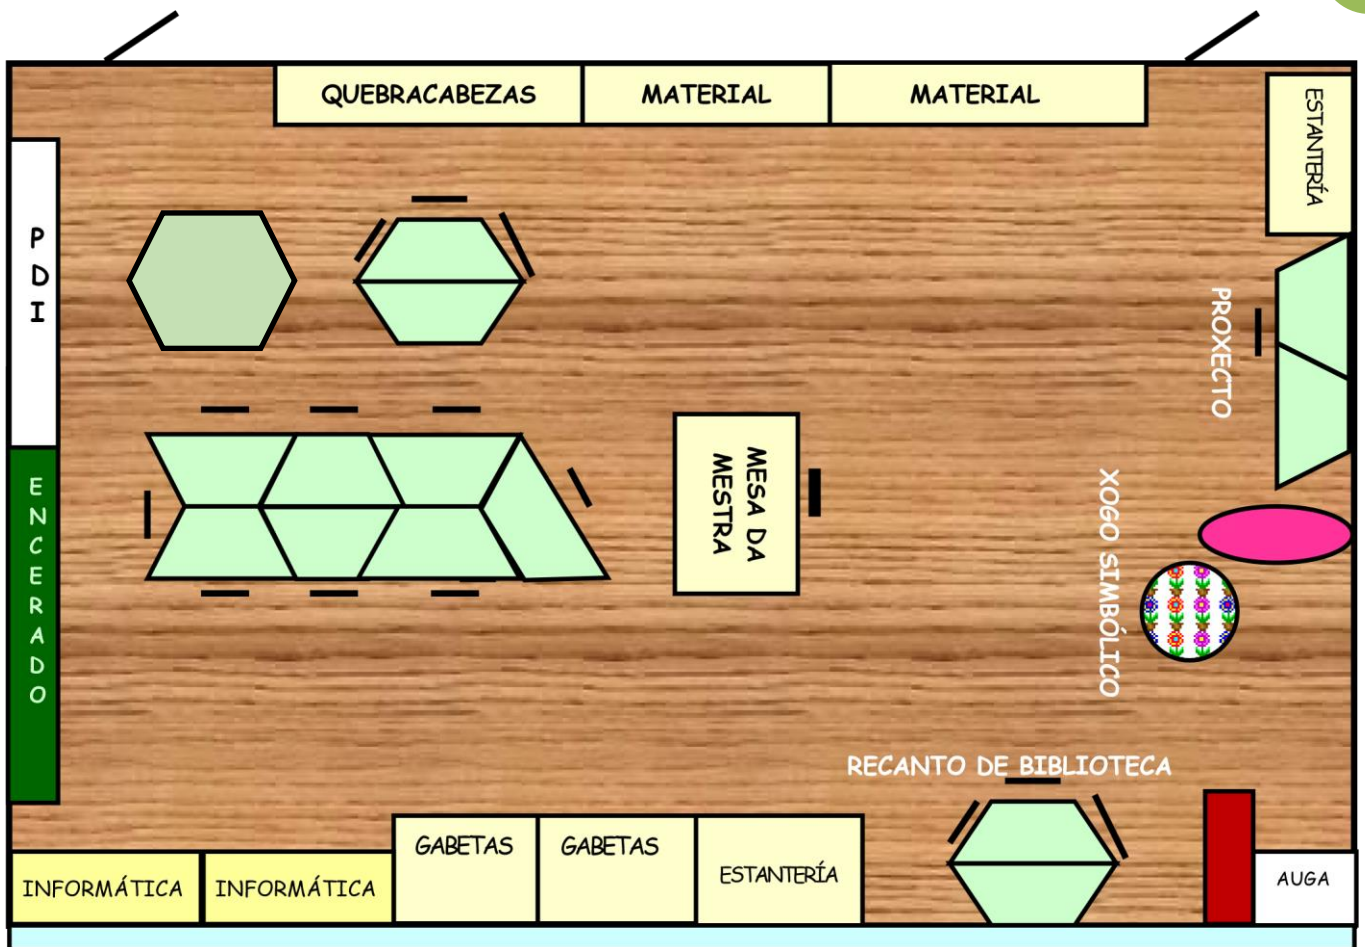 QUEBRACABEZAS
MATERIAL
MATERIAL
ESTANTERÍA
PDI
PROXECTO
ENCERADO
MESA DA
MESTRA
XOGO SIMBÓLICO
RECANTO DE BIBLIOTECA
GABETAS
GABETAS
ESTANTERÍA
INFORMÁTICA
INFORMÁTICA
AUGA